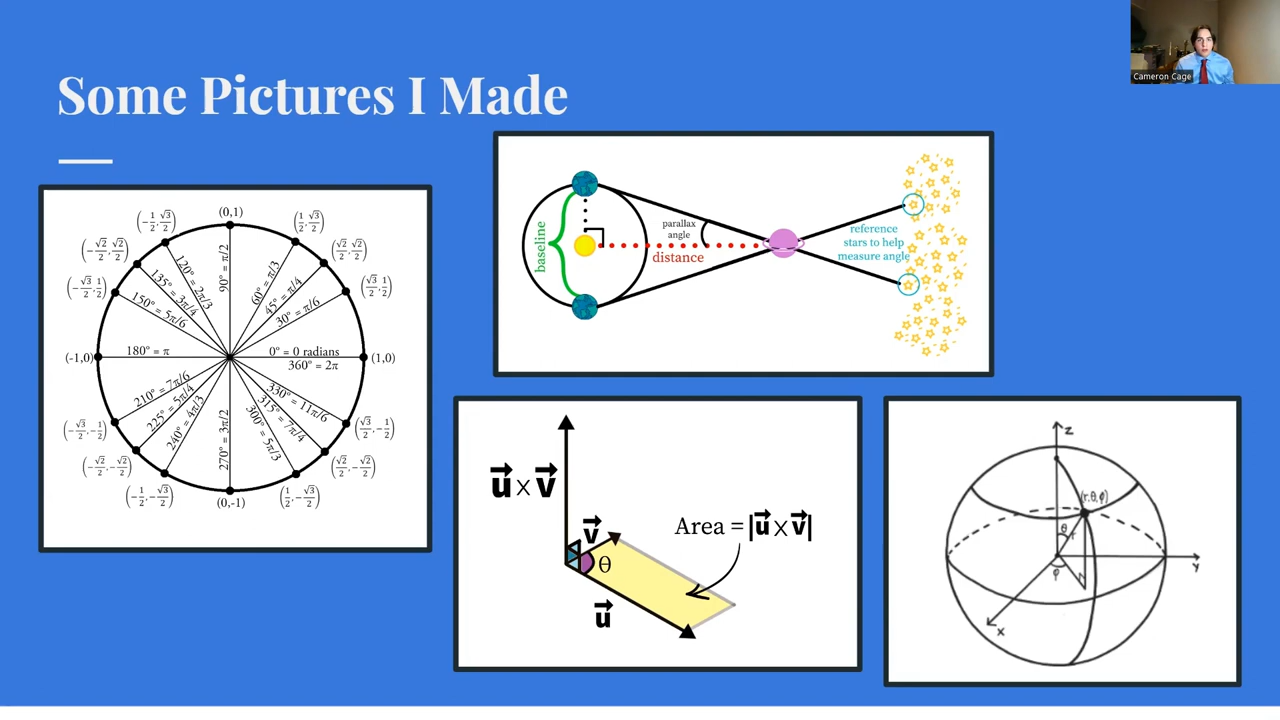 Some Pictures I Made
Cameron Cage
(0,1)
(-1/2, √3/2)
(1/2, √3/2)
(-√2/2, √2/2)
(√2/2, √2/2)
(-√3/2, 1/2)
(√3/2, 1/2)
120° = 2π/3
90° = π/2
60° = π/3
135° = 3π/4
45° = π/4
150° = 5π/6
30° = π/6
(-1,0)
180° = π
0° = 0 radians
360° = 2π
(1,0)
210° = 7π/6
330° = 11π/6
225° = 5π/4
315° = 7π/4
240° = 4π/3
270° = 3π/2
300° = 5π/3
(-√3/2, -1/2)
(√3/2, -1/2)
(-√2/2, -√2/2)
(√2/2, -√2/2)
(-1/2, -√3/2)
(1/2, -√3/2)
(0,-1)
baseline
parallax
angle
distance
reference
stars to help
measure angle
u⃗ × v⃗
v⃗
θ
u⃗
Area = |u⃗ × v⃗|
z
(r,θ,φ)
θ
r
φ
y
x